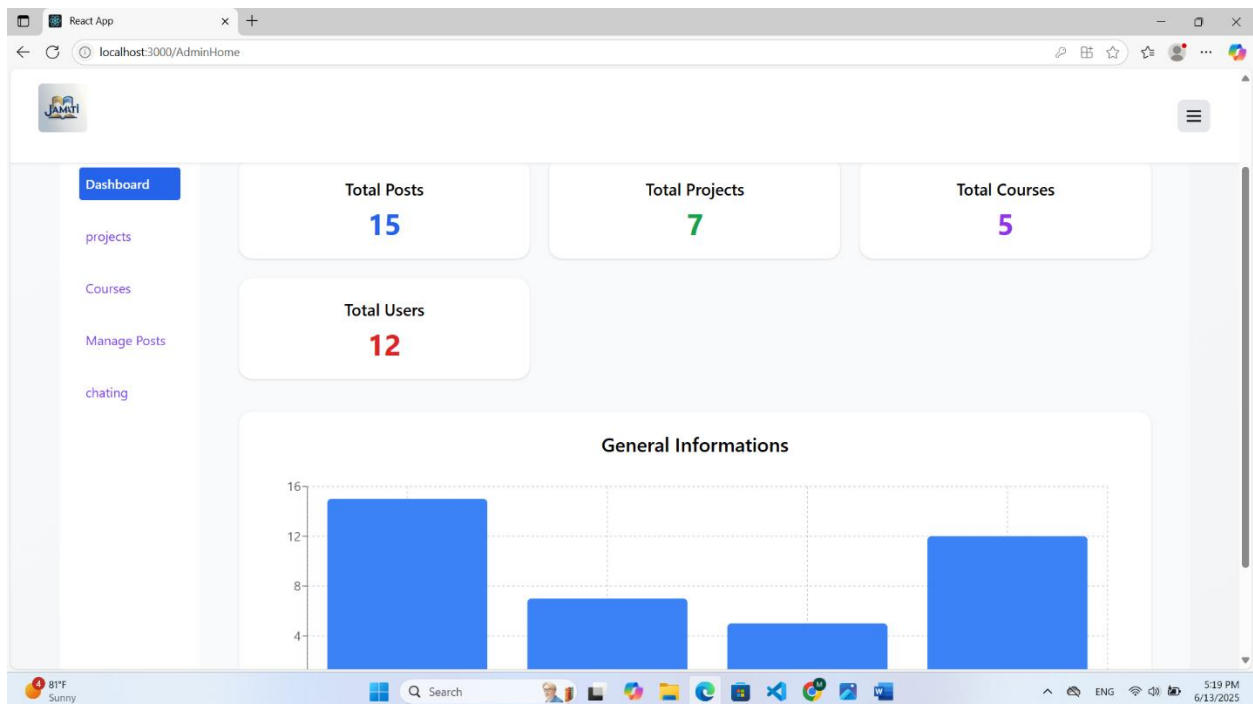 React App
localhost:3000/AdminHome
JAMITI
Dashboard
projects
Courses
Manage Posts
chating
Total Posts
15
Total Projects
7
Total Courses
5
Total Users
12
General Informations
16
12
8
4
4
81°F
Sunny
Search
M
W
ENG
5:19 PM
6/13/2025